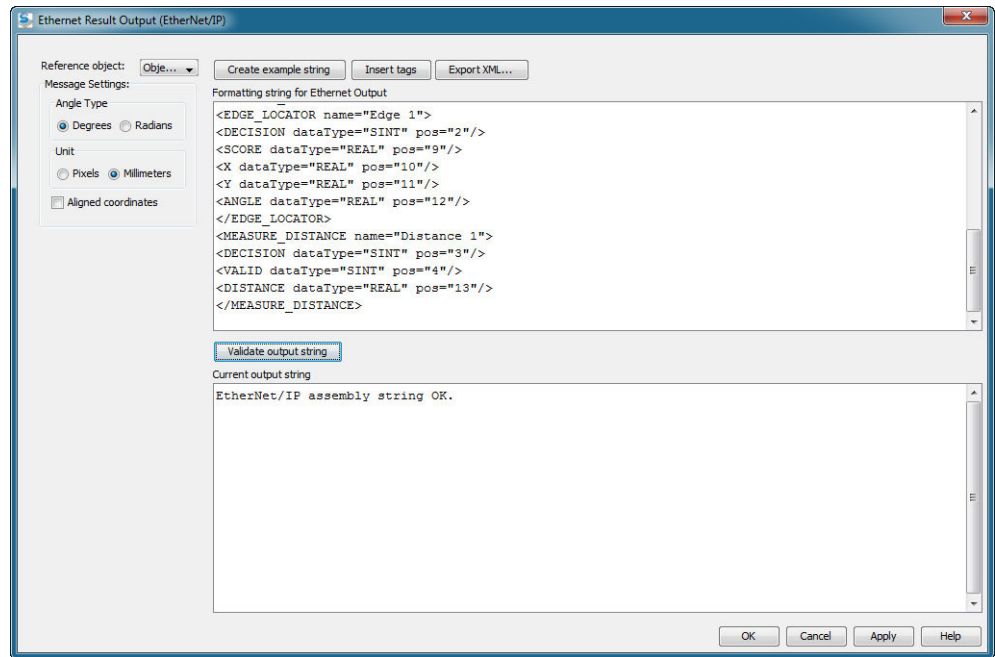 Ethernet Result Output (EtherNet/IP)
Reference object: Obje...
Create example string Insert tags Export XML...
Message Settings:
Formatting string for Ethernet Output
Angle Type
Degrees Radians
Unit
Pixels Millimeters
Aligned coordinates
<EDGE_LOCATOR name="Edge 1">
<DECISION dataType="SINT" pos="2"/>
<SCORE dataType="REAL" pos="9"/>
<X dataType="REAL" pos="10"/>
<Y dataType="REAL" pos="11"/>
<ANGLE dataType="REAL" pos="12"/>
</EDGE_LOCATOR>
<MEASURE_DISTANCE name="Distance 1">
<DECISION dataType="SINT" pos="3"/>
<VALID dataType="SINT" pos="4"/>
<DISTANCE dataType="REAL" pos="13"/>
</MEASURE_DISTANCE>
Validate output string
Current output string
EtherNet/IP assembly string OK.
OK Cancel Apply Help